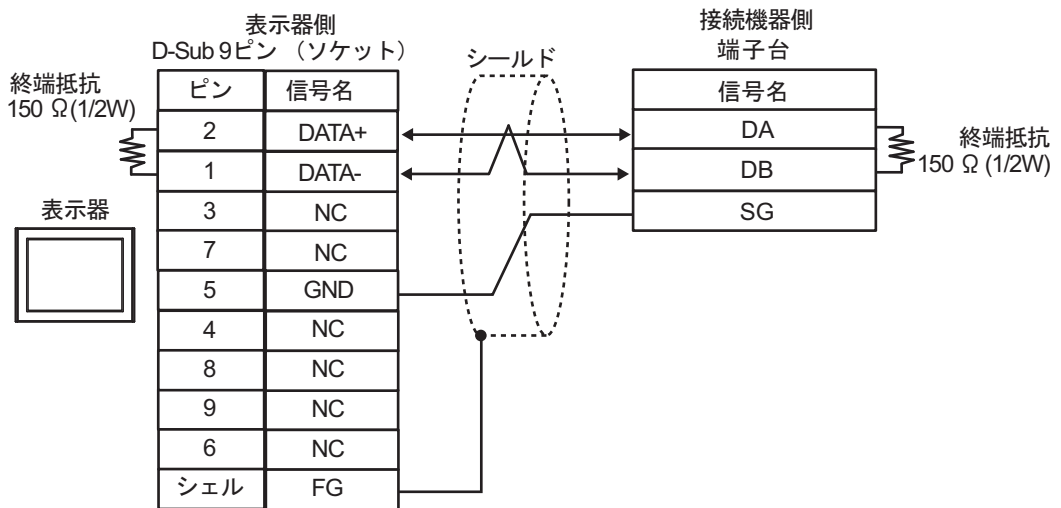 表示器側
D-Sub 9ピン （ソケット）
接続機器側
端子台
シールド
終端抵抗
150 Ω(1/2W)
ピン 信号名
2 DATA+
1 DATA-
3 NC
7 NC
5 GND
4 NC
8 NC
9 NC
6 NC
シェル FG
表示器
信号名
DA
DB
SG
終端抵抗
150 Ω (1/2W)